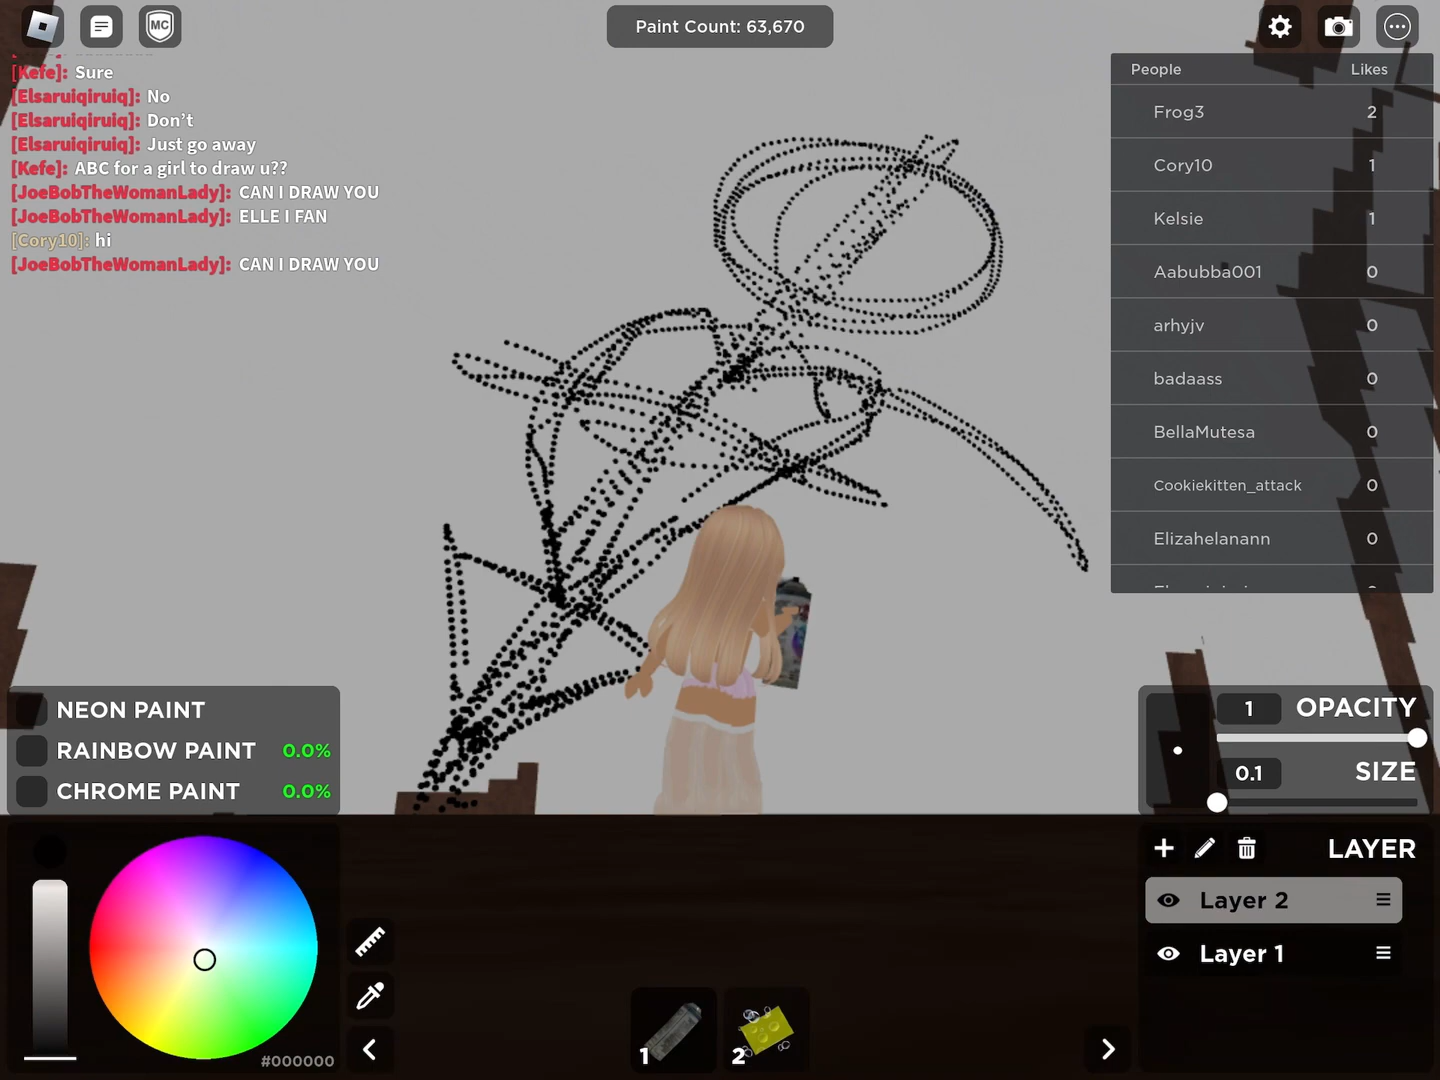 MC
Paint Count: 63,670
[Kefe]: Sure
[Elsaruiqiruiq]: No
[Elsaruiqiruiq]: Don't
[Elsaruiqiruiq]: Just go away
[Kefe]: ABC for a girl to draw u??
[JoeBobTheWomanLady]: CAN I DRAW YOU
[JoeBobTheWomanLady]: ELLE I FAN
[Cory10]: hi
[JoeBobTheWomanLady]: CAN I DRAW YOU
People Likes
Frog3 2
Cory10 1
Kelsie 1
Aabubba001 0
arhyjv 0
badaass 0
BellaMutesa 0
Cookiekitten_attack 0
Elizahelanann 0
NEON PAINT
RAINBOW PAINT 0.0%
CHROME PAINT 0.0%
1 OPACITY
0.1 SIZE
LAYER
Layer 2
Layer 1
#000000
1
2